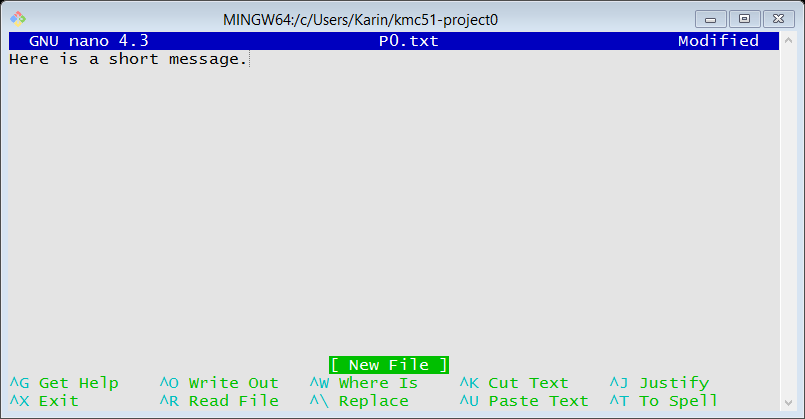 MINGW64:/c/Users/Karin/kmc51-project0
GNU nano 4.3 P0.txt Modified
Here is a short message.
[ New File ]
^G Get Help ^O Write Out ^W Where Is ^K Cut Text ^J Justify
^X Exit ^R Read File ^\ Replace ^U Paste Text ^T To Spell